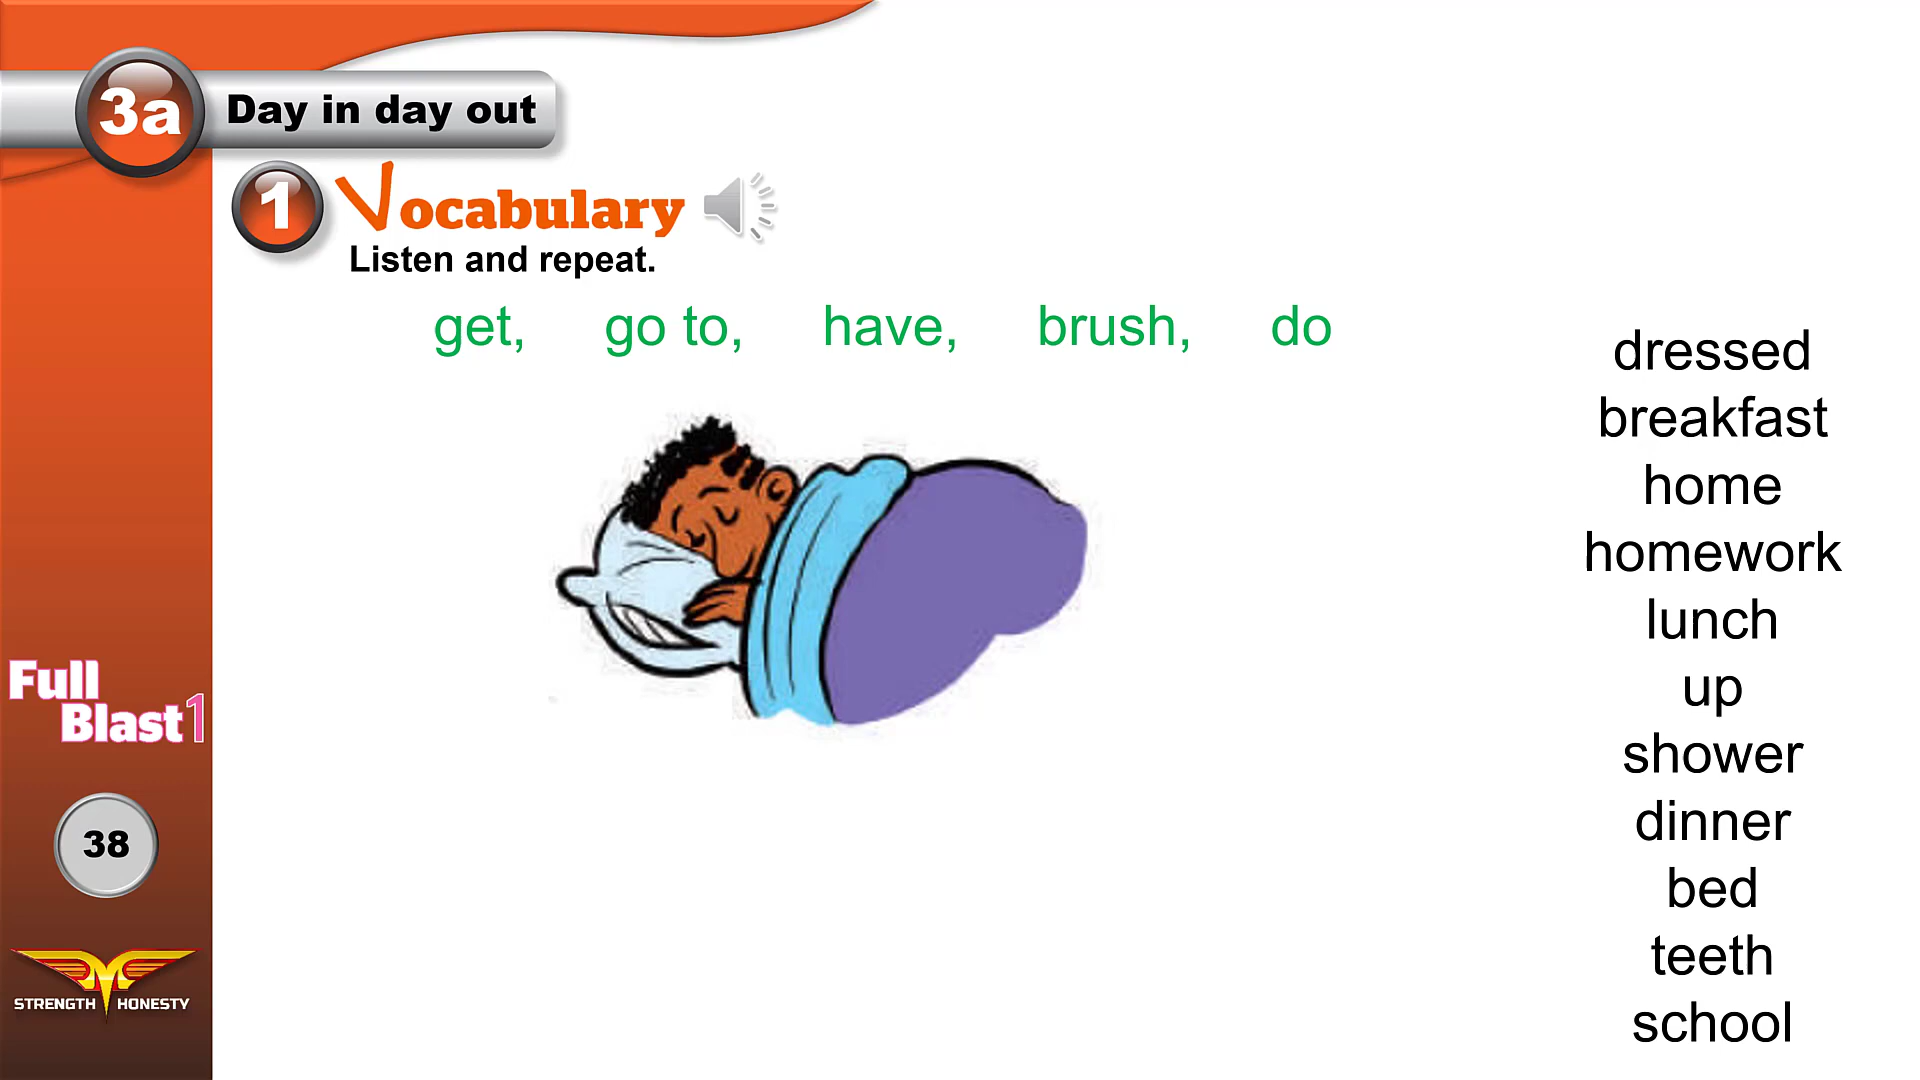 3a Day in day out
1 Vocabulary
Listen and repeat.
get, go to, have, brush, do
dressed
breakfast
home
homework
lunch
up
shower
dinner
bed
teeth
school
Full
Blast 1
38
STRENGTH HONESTY